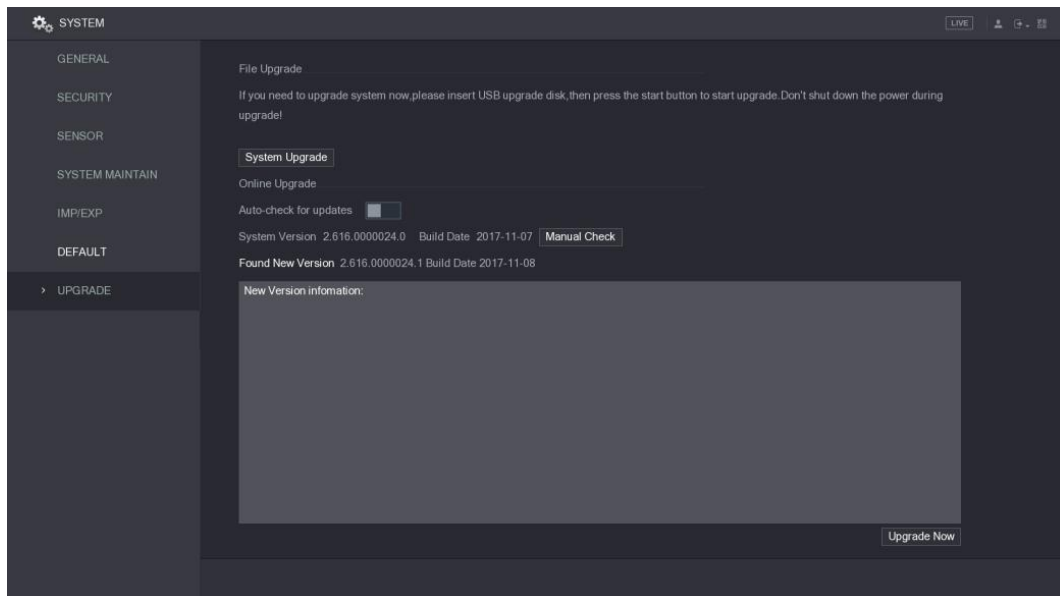 SYSTEM
LIVE
GENERAL
SECURITY
SENSOR
SYSTEM MAINTAIN
IMP/EXP
DEFAULT
UPGRADE
File Upgrade
If you need to upgrade system now,please insert USB upgrade disk,then press the start button to start upgrade.Don't shut down the power during
upgrade!
System Upgrade
Online Upgrade
Auto-check for updates
System Version 2.616.0000024.0 Build Date 2017-11-07 Manual Check
Found New Version 2.616.0000024.1 Build Date 2017-11-08
New Version infomation:
Upgrade Now